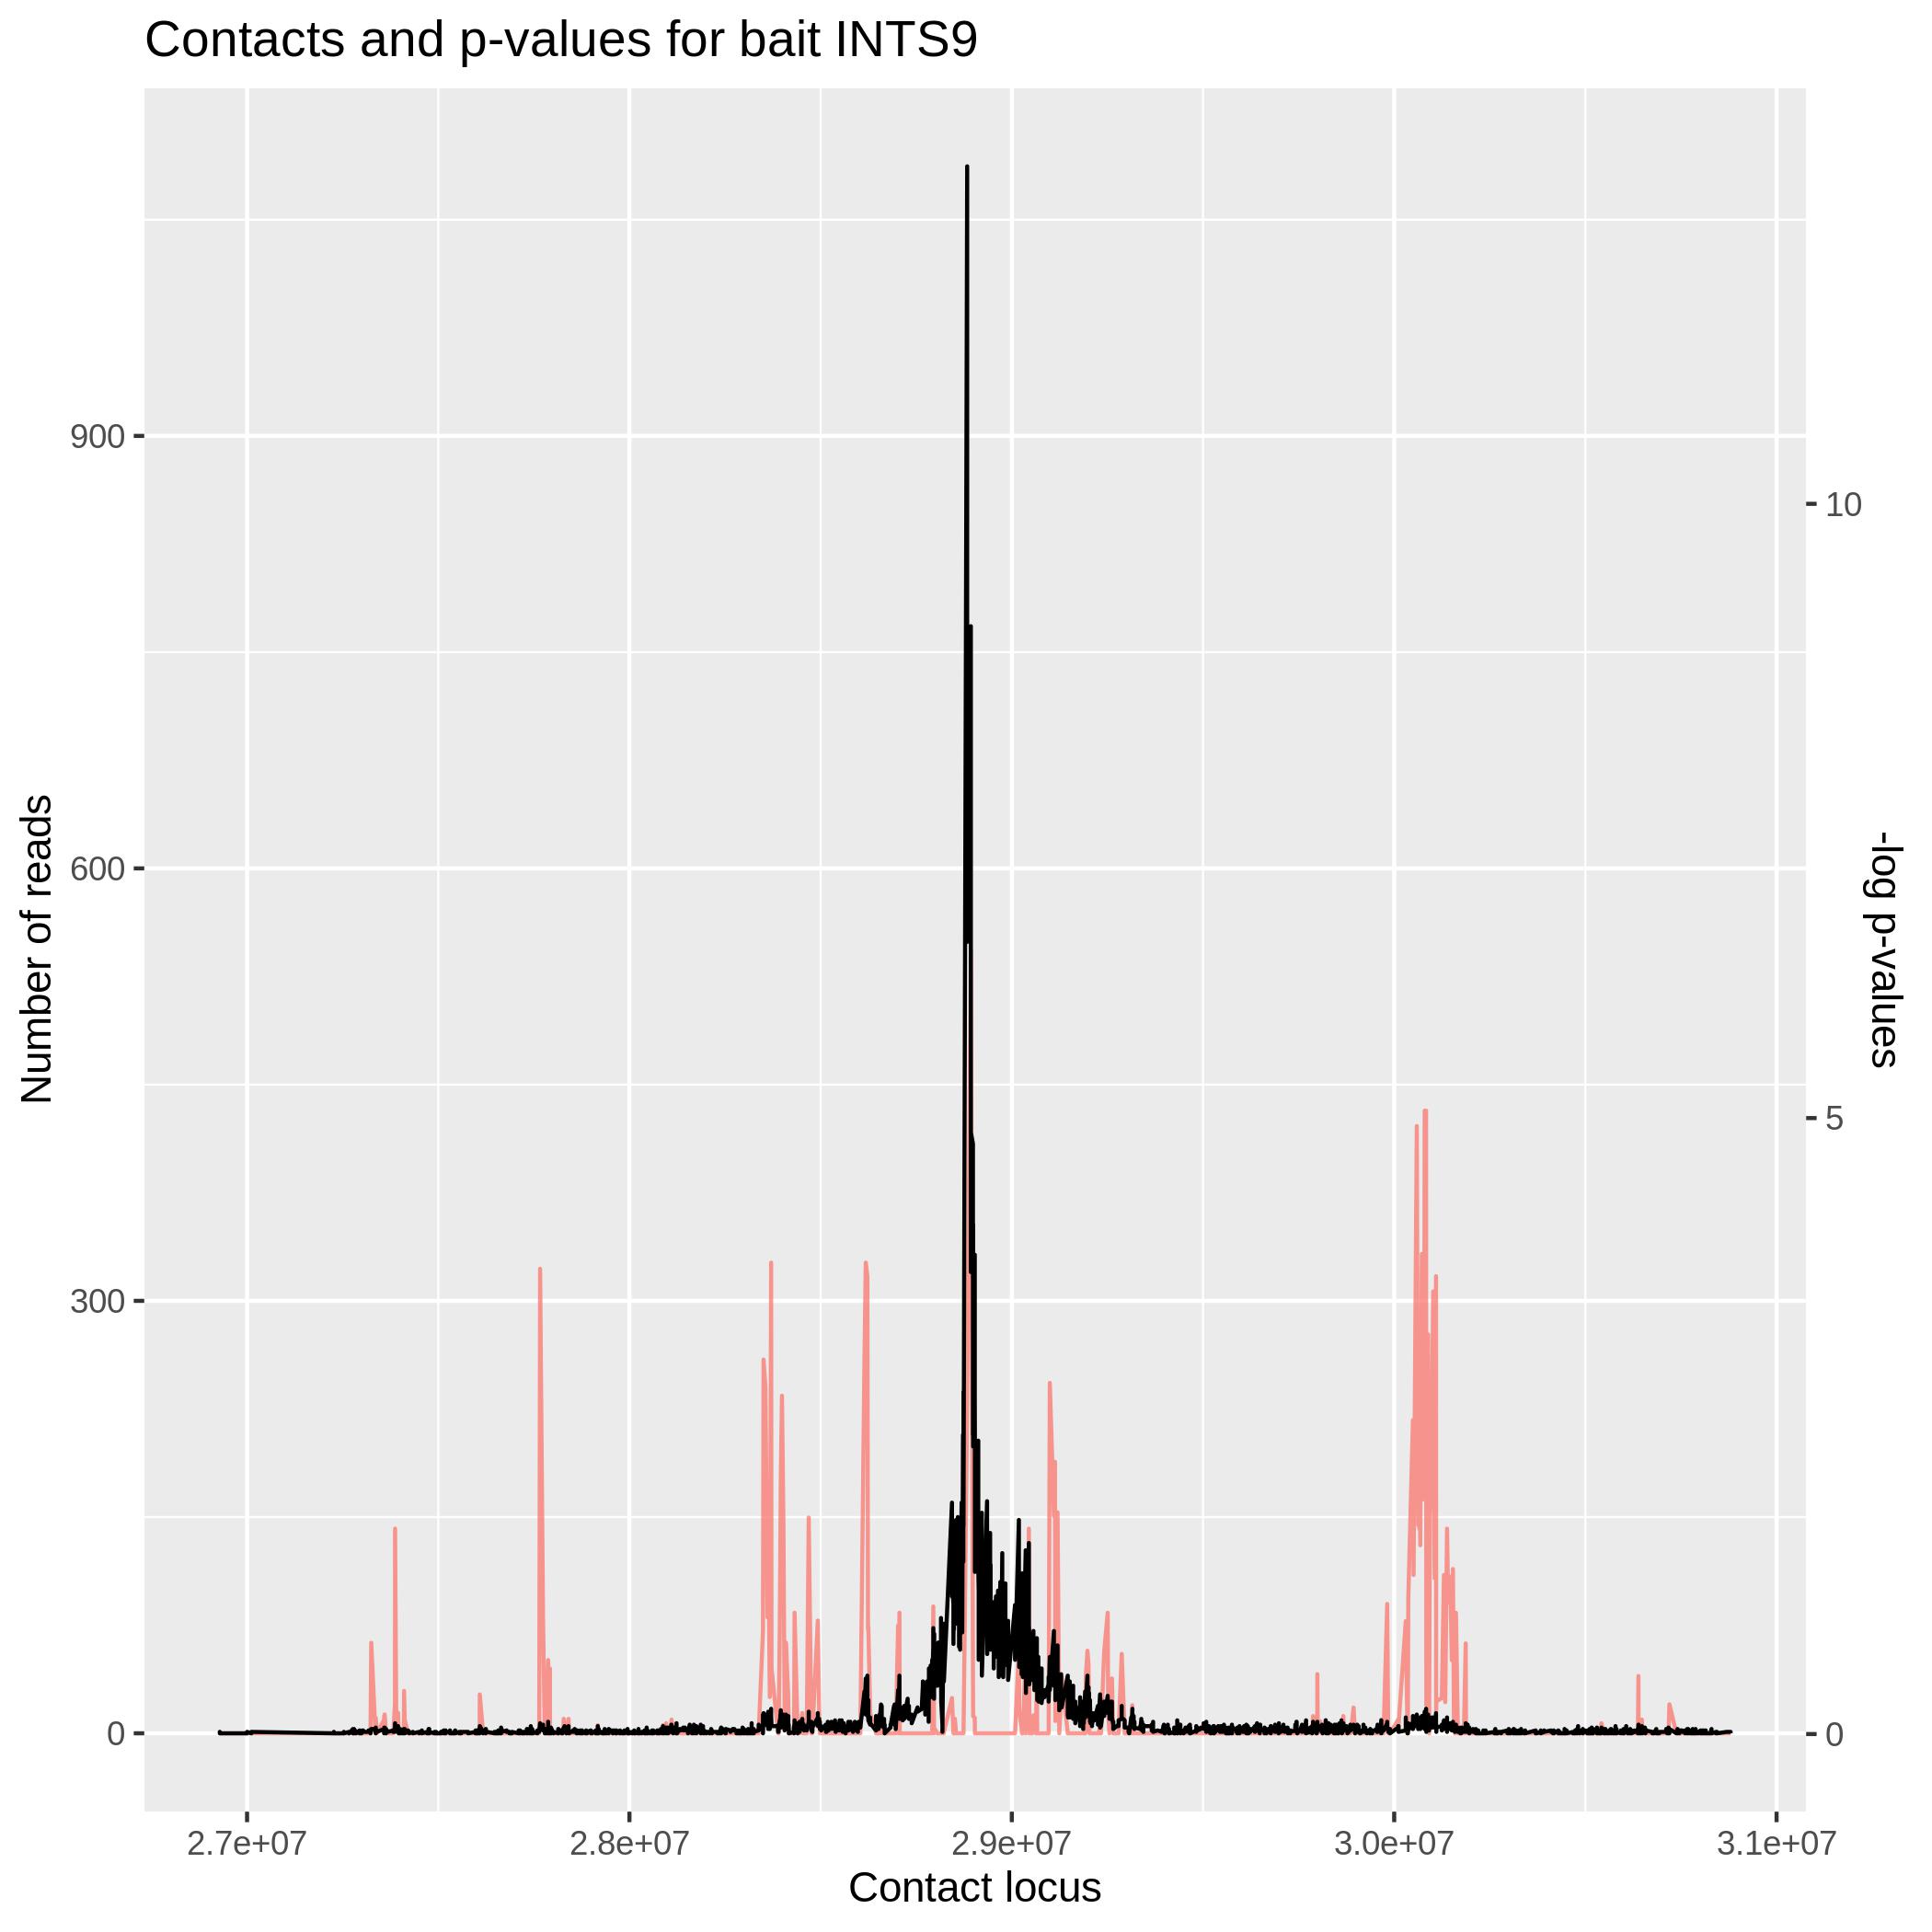 Contacts and p-values for bait INTS9
Number of reads
900
600
300
0
10
5
0
-log p-values
2.7e+07
2.8e+07
2.9e+07
3.0e+07
3.1e+07
Contact locus